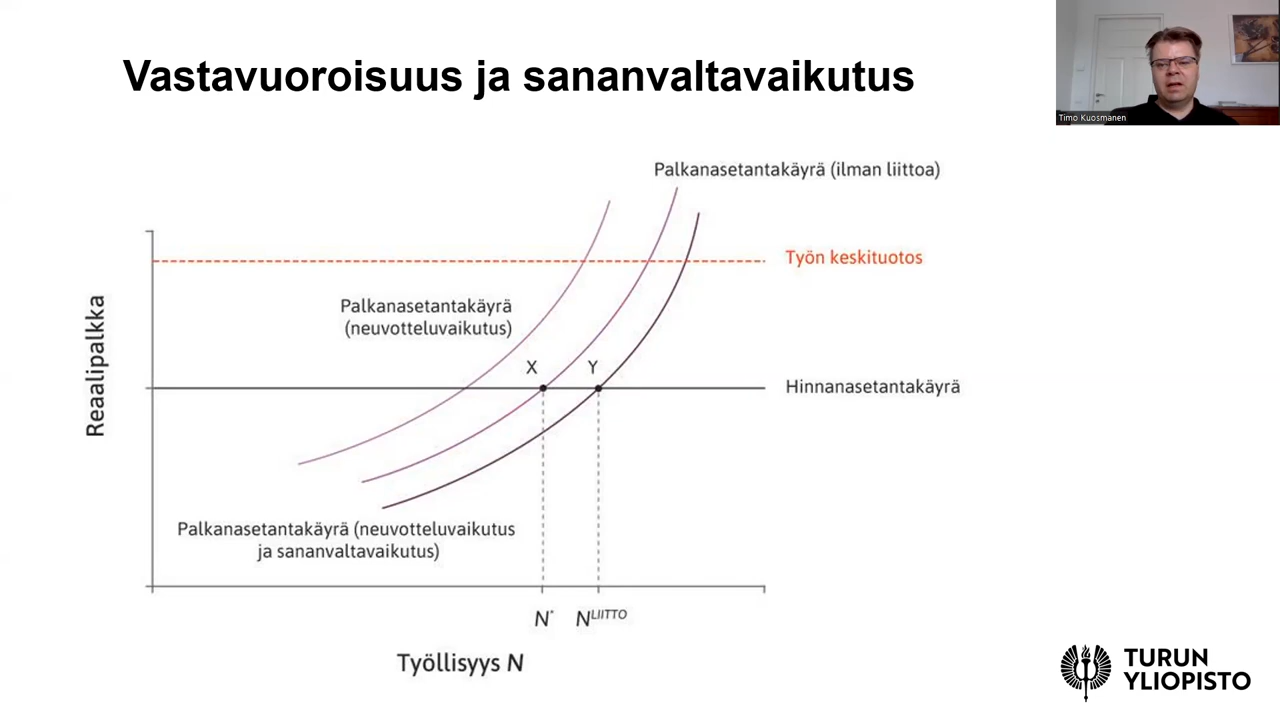 Vastavuoroisuus ja sananvaltavaikutus
Timo Kuosmanen
Palkanasetantakäyrä (ilman liittoa)
Työn keskituotos
Palkanasetantakäyrä
(neuvotteluvaikutus)
Reaalipalkka
X
Y
Hinnanasetantakäyrä
Palkanasetantakäyrä (neuvotteluvaikutus
ja sananvaltavaikutus)
N*
N^LIITTO
Työllisyys N
TURUN
YLIOPISTO